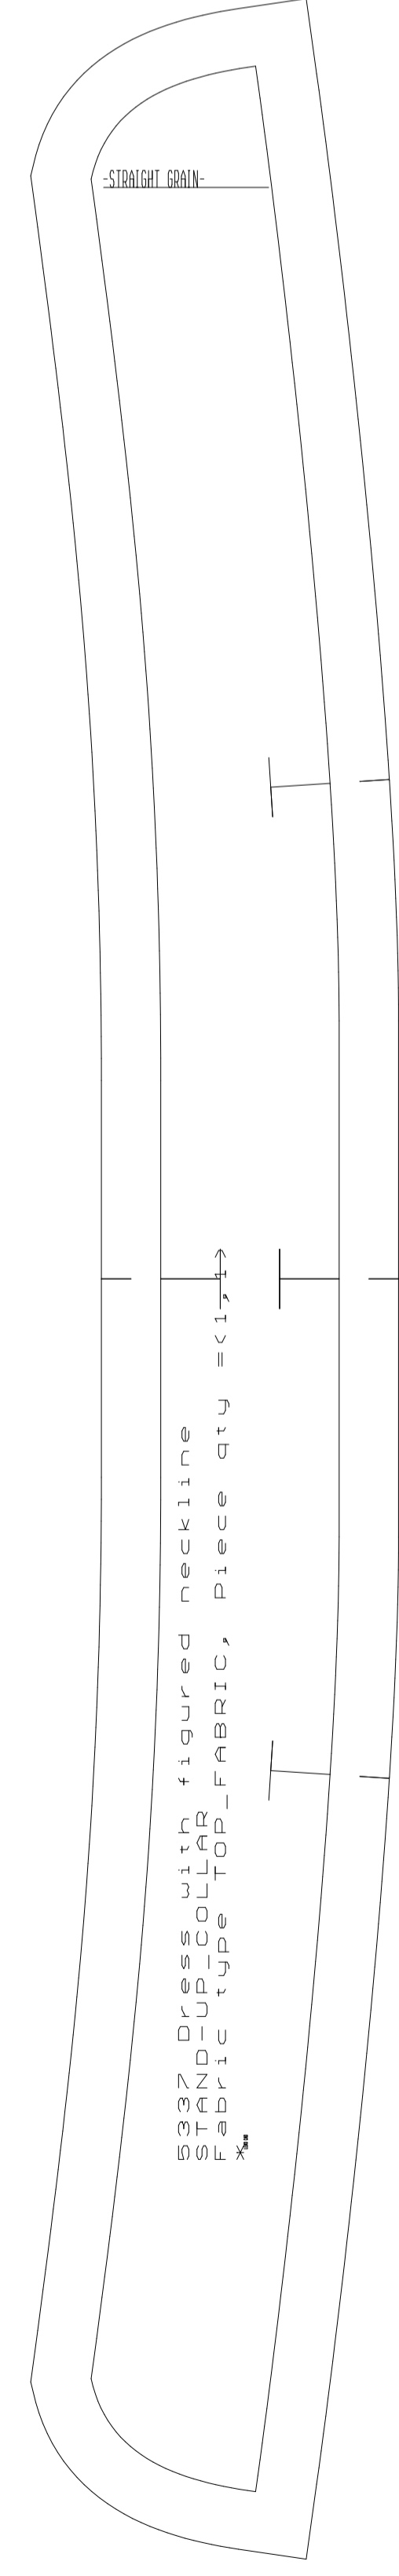 -STRAIGHT GRAIN-
5337 Dress with figured neckline
STAND-UP_COLLAR
Fabric type TOP_FABRIC, Piece qty =<1,1>
*